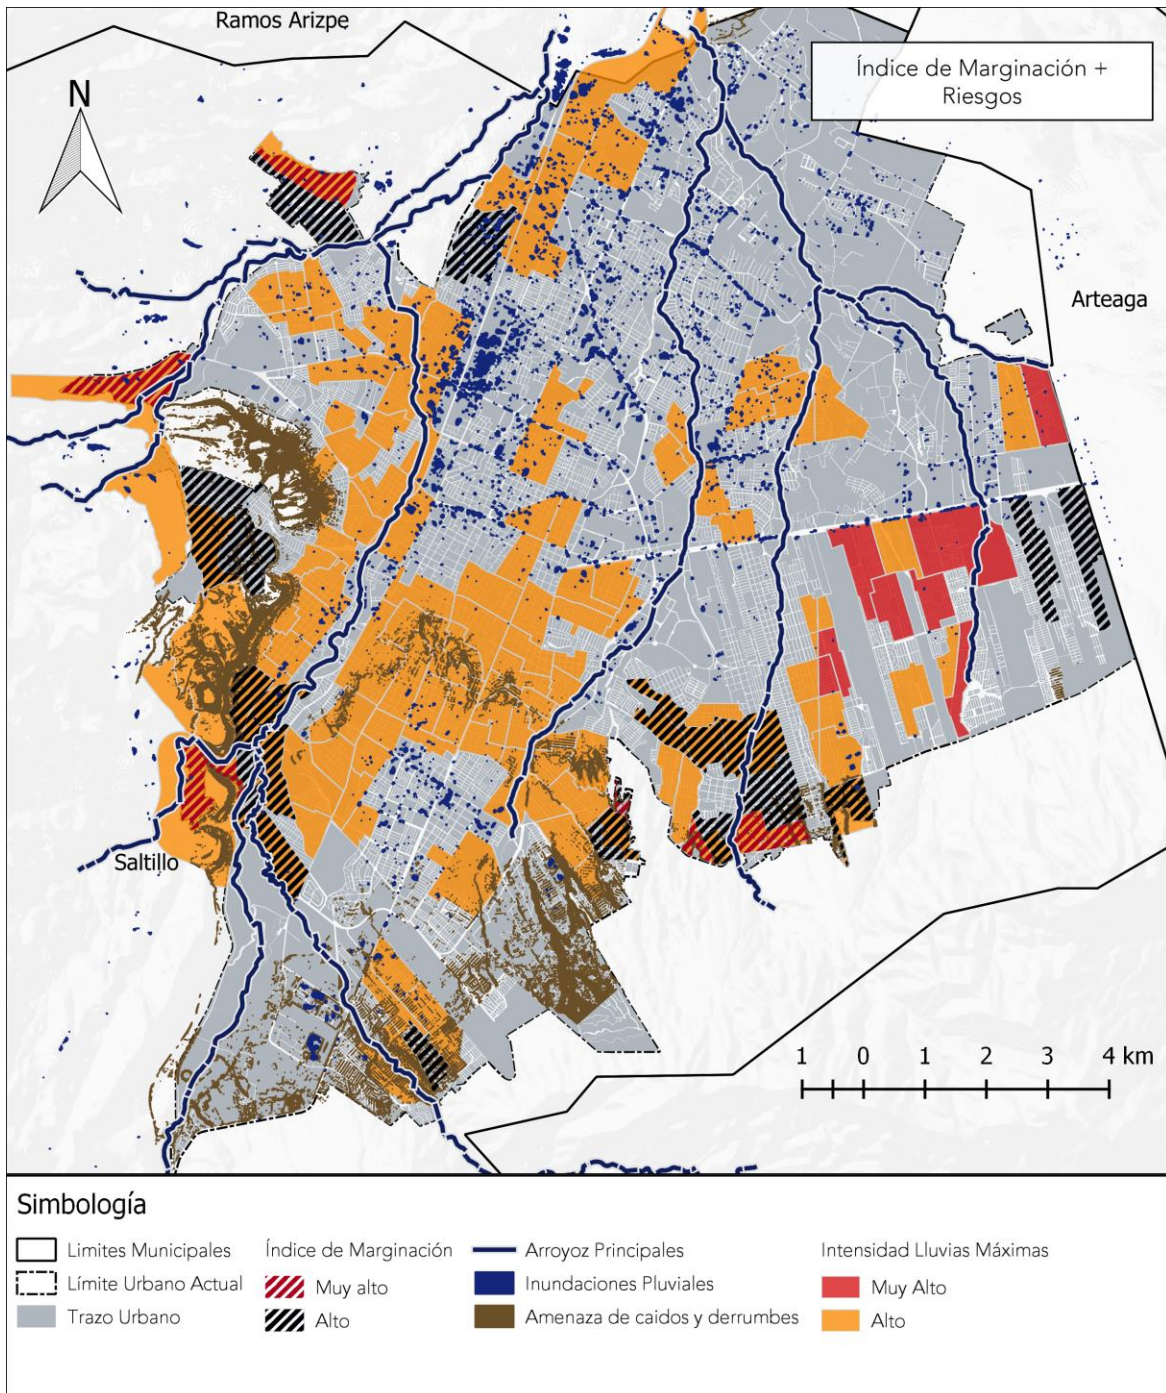 Ramos Arizpe
Índice de Marginación +
Riesgos
N
Arteaga
Saltillo
1 0 1 2 3 4 km
Simbología
Limites Municipales
Límite Urbano Actual
Trazo Urbano
Índice de Marginación
Muy alto
Alto
Arroyoz Principales
Inundaciones Pluviales
Amenaza de caidos y derrumbes
Intensidad Lluvias Máximas
Muy Alto
Alto